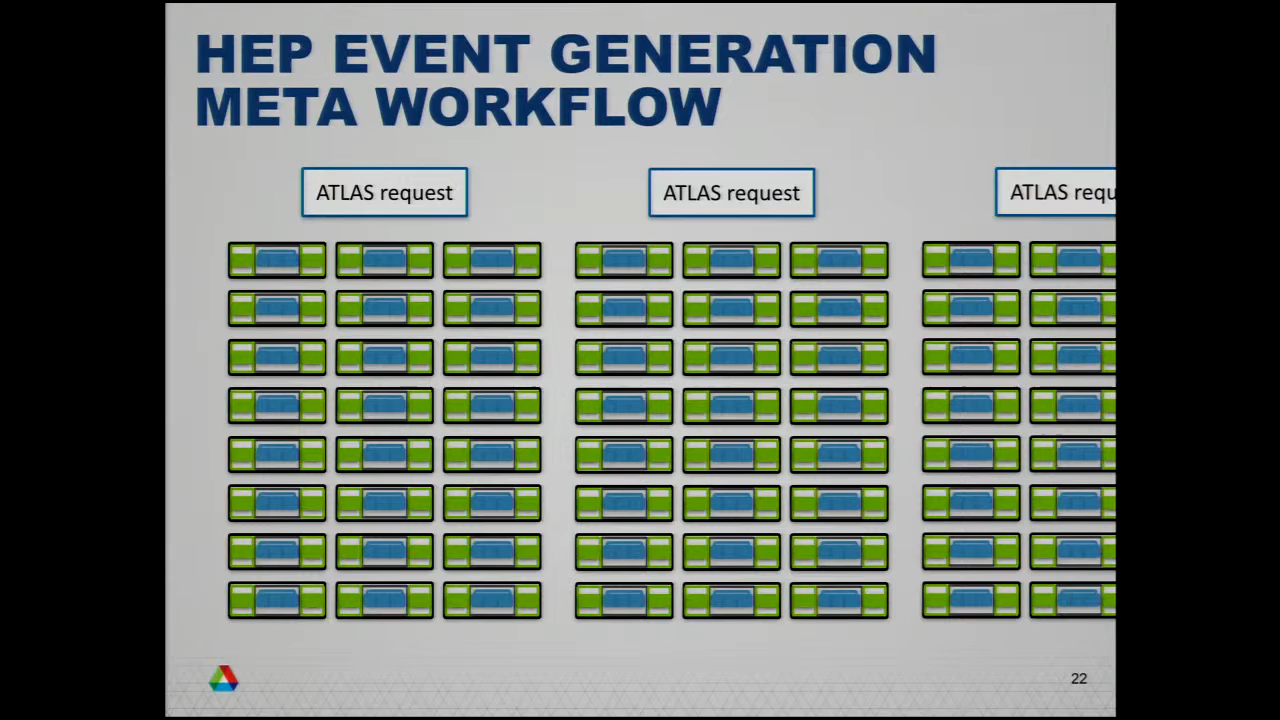 HEP EVENT GENERATION
META WORKFLOW
ATLAS request
ATLAS request
ATLAS requ
22